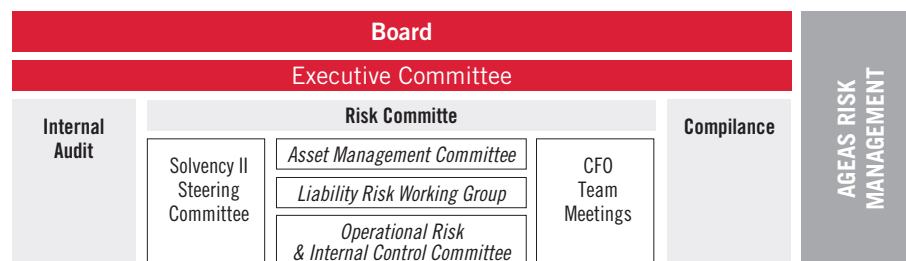 Board
Executive Committee
Internal
Audit
Risk Committe
Solvency II
Steering
Committee
Asset Management Committee
Liability Risk Working Group
Operational Risk
& Internal Control Committee
CFO
Team
Meetings
Compilance
AGEAS RISK
MANAGEMENT